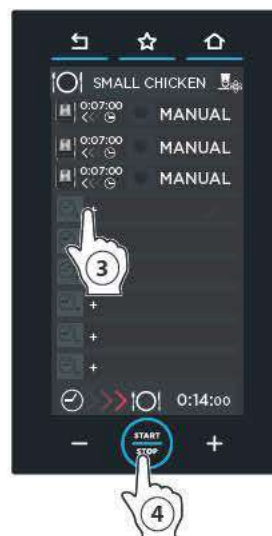 SMALL CHICKEN
0:07:00 MANUAL
0:07:00 MANUAL
0:07:00 MANUAL
+
3
+
+
+
0:14:00
− START STOP +
4